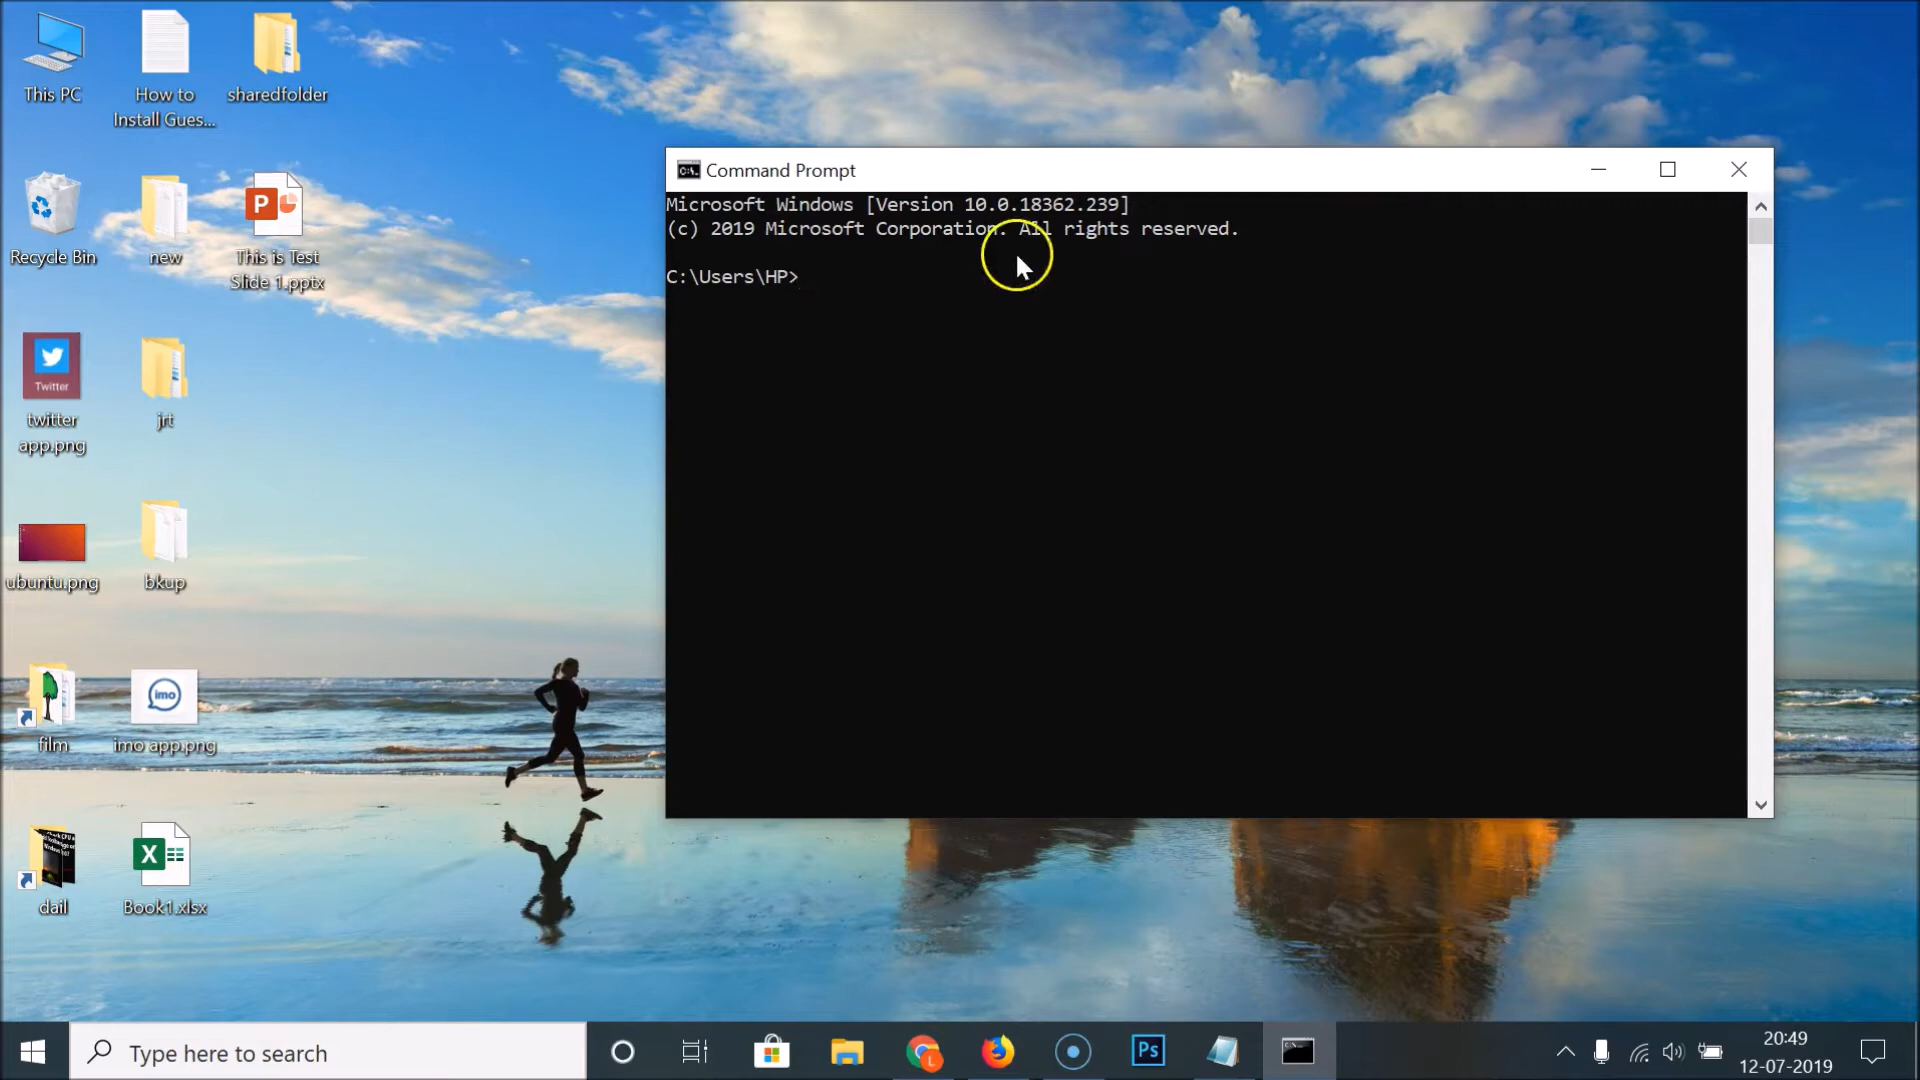 This PC
How to
Install Gues...
sharedfolder
Recycle Bin
new
P
This is Test
Slide 1.pptx
Twitter
twitter
app.png
jrt
ubuntu.png
bkup
film
imo
imo app.png
dail
X
Book1.xlsx
C:\.
Command Prompt
Microsoft Windows [Version 10.0.18362.239]
(c) 2019 Microsoft Corporation. All rights reserved.
C:\Users\HP>
Type here to search
L
Ps
20:49
12-07-2019